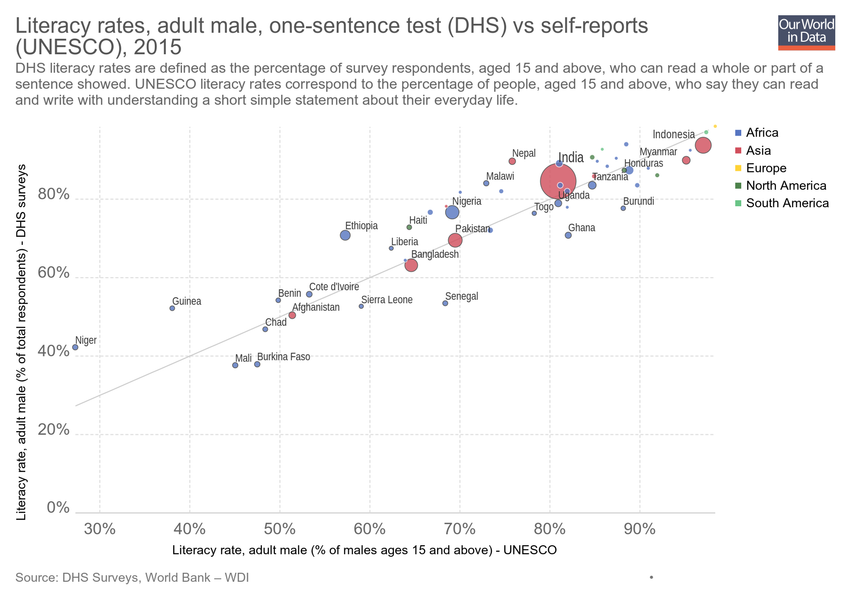 Literacy rates, adult male, one-sentence test (DHS) vs self-reports
(UNESCO), 2015
Our World
in Data
DHS literacy rates are defined as the percentage of survey respondents, aged 15 and above, who can read a whole or part of a
sentence showed. UNESCO literacy rates correspond to the percentage of people, aged 15 and above, who say they can read
and write with understanding a short simple statement about their everyday life.
Africa
Asia
Europe
North America
South America
Literacy rate, adult male (% of total respondents) - DHS surveys
80%
60%
40%
20%
0%
Indonesia
Myanmar
Nepal
India
Honduras
Malawi
Tanzania
Uganda
Nigeria
Togo
Burundi
Haiti
Ethiopia
Pakistan
Ghana
Liberia
Bangladesh
Cote d'Ivoire
Benin
Sierra Leone
Senegal
Guinea
Afghanistan
Chad
Niger
Mali
Burkina Faso
30%
40%
50%
60%
70%
80%
90%
Literacy rate, adult male (% of males ages 15 and above) - UNESCO
Source: DHS Surveys, World Bank – WDI